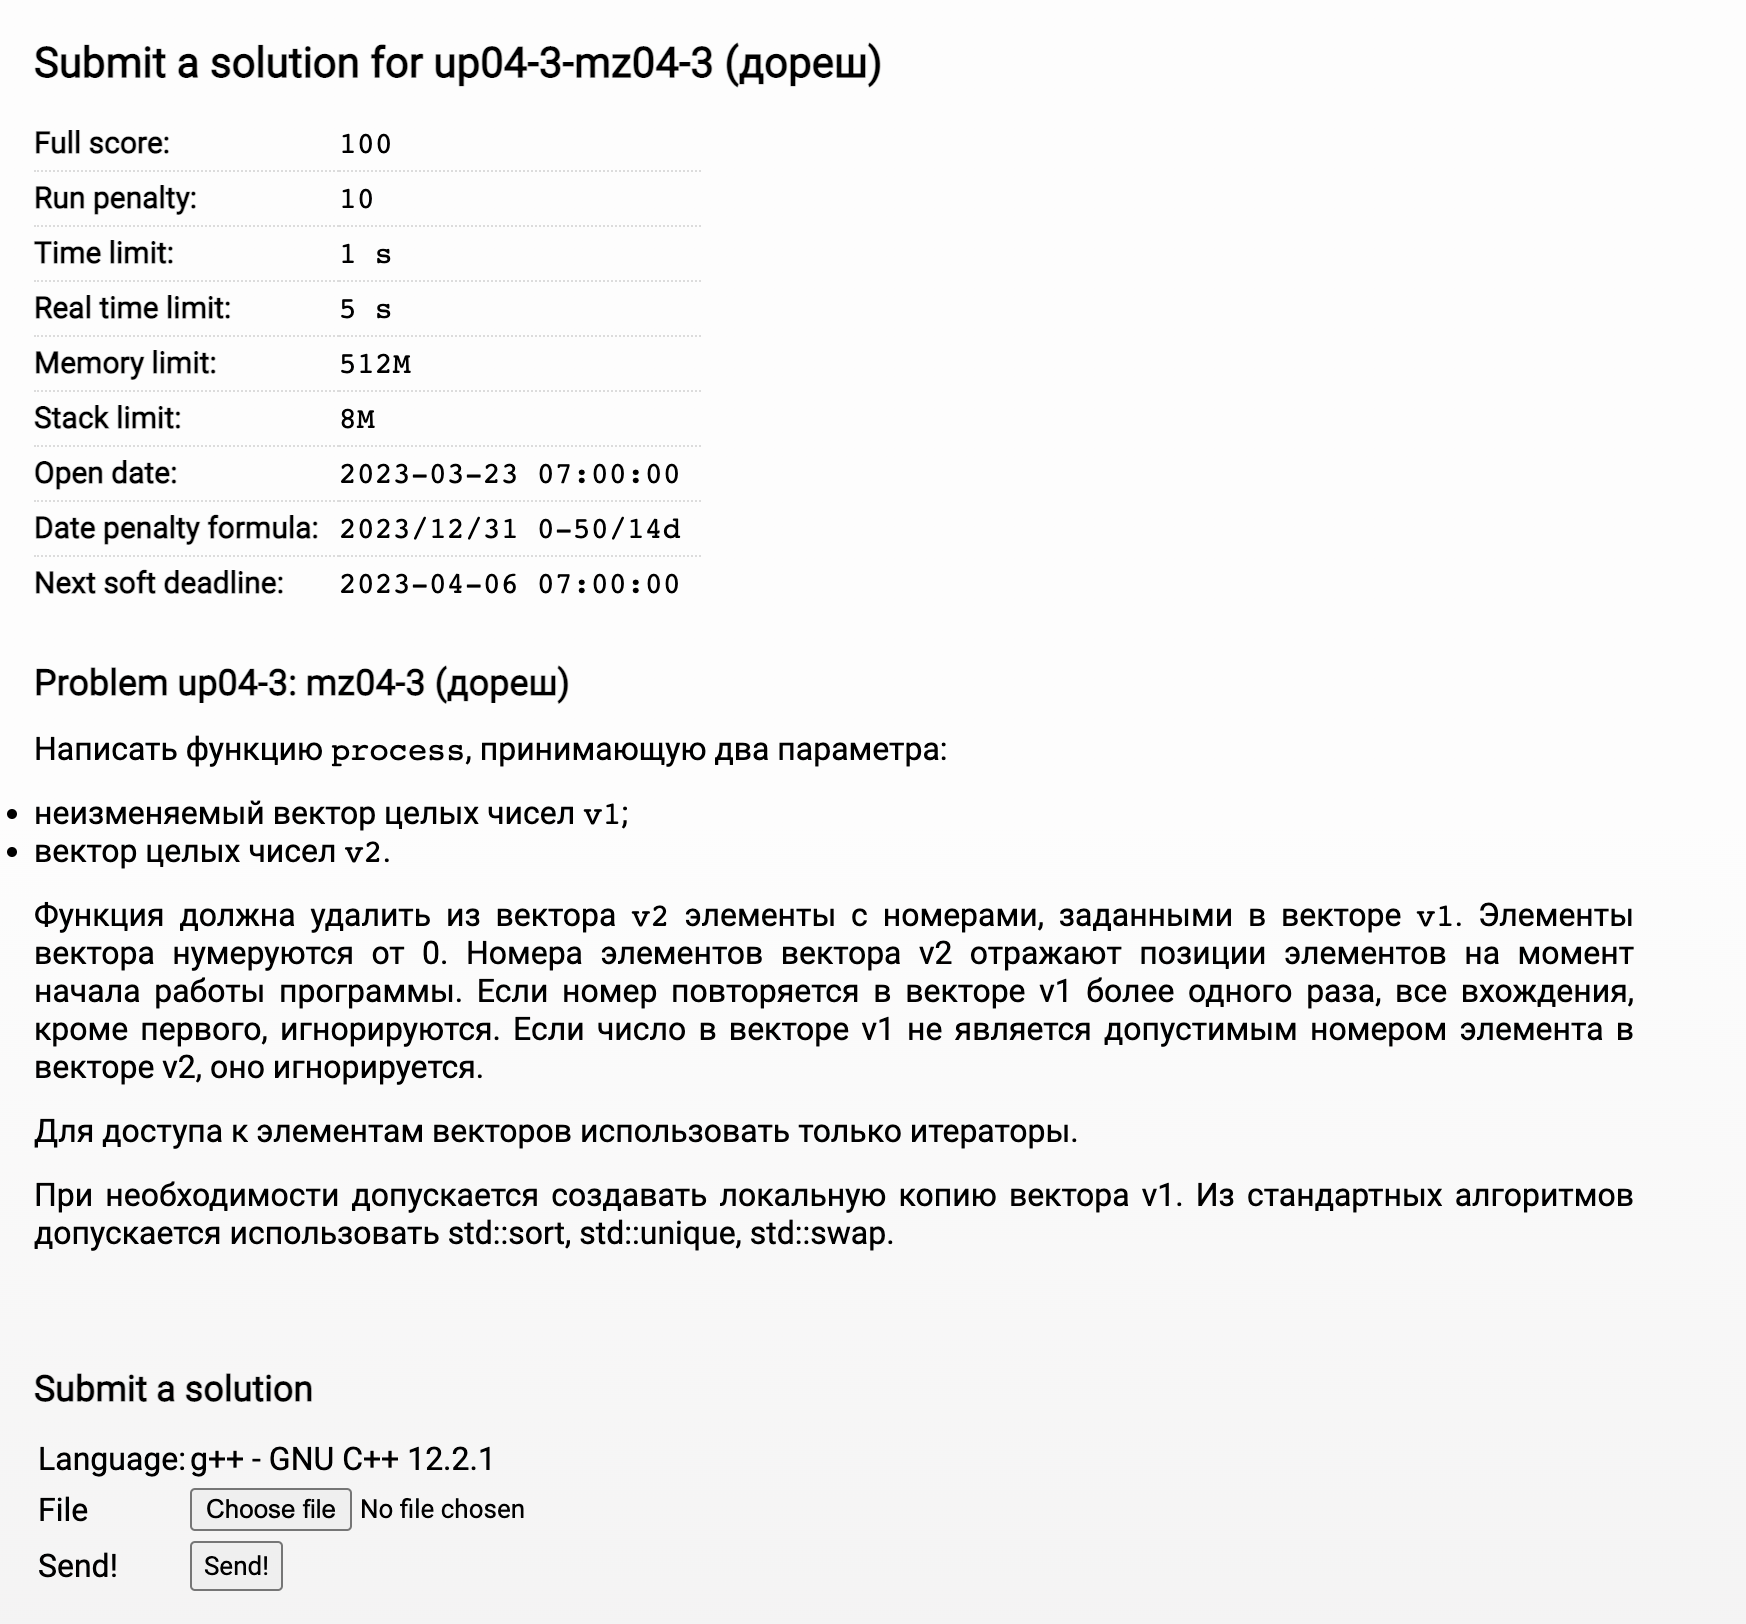 Submit a solution for up04-3-mz04-3 (дореш)
Full score: 100
Run penalty: 10
Time limit: 1 s
Real time limit: 5 s
Memory limit: 512M
Stack limit: 8M
Open date: 2023-03-23 07:00:00
Date penalty formula: 2023/12/31 0-50/14d
Next soft deadline: 2023-04-06 07:00:00
Problem up04-3: mz04-3 (дореш)
Написать функцию process, принимающую два параметра:
• неизменяемый вектор целых чисел v1;
• вектор целых чисел v2.
Функция должна удалить из вектора v2 элементы с номерами, заданными в векторе v1. Элементы
вектора нумеруются от 0. Номера элементов вектора v2 отражают позиции элементов на момент
начала работы программы. Если номер повторяется в векторе v1 более одного раза, все вхождения,
кроме первого, игнорируются. Если число в векторе v1 не является допустимым номером элемента в
векторе v2, оно игнорируется.
Для доступа к элементам векторов использовать только итераторы.
При необходимости допускается создавать локальную копию вектора v1. Из стандартных алгоритмов
допускается использовать std::sort, std::unique, std::swap.
Submit a solution
Language: g++ - GNU C++ 12.2.1
File Choose file No file chosen
Send! Send!